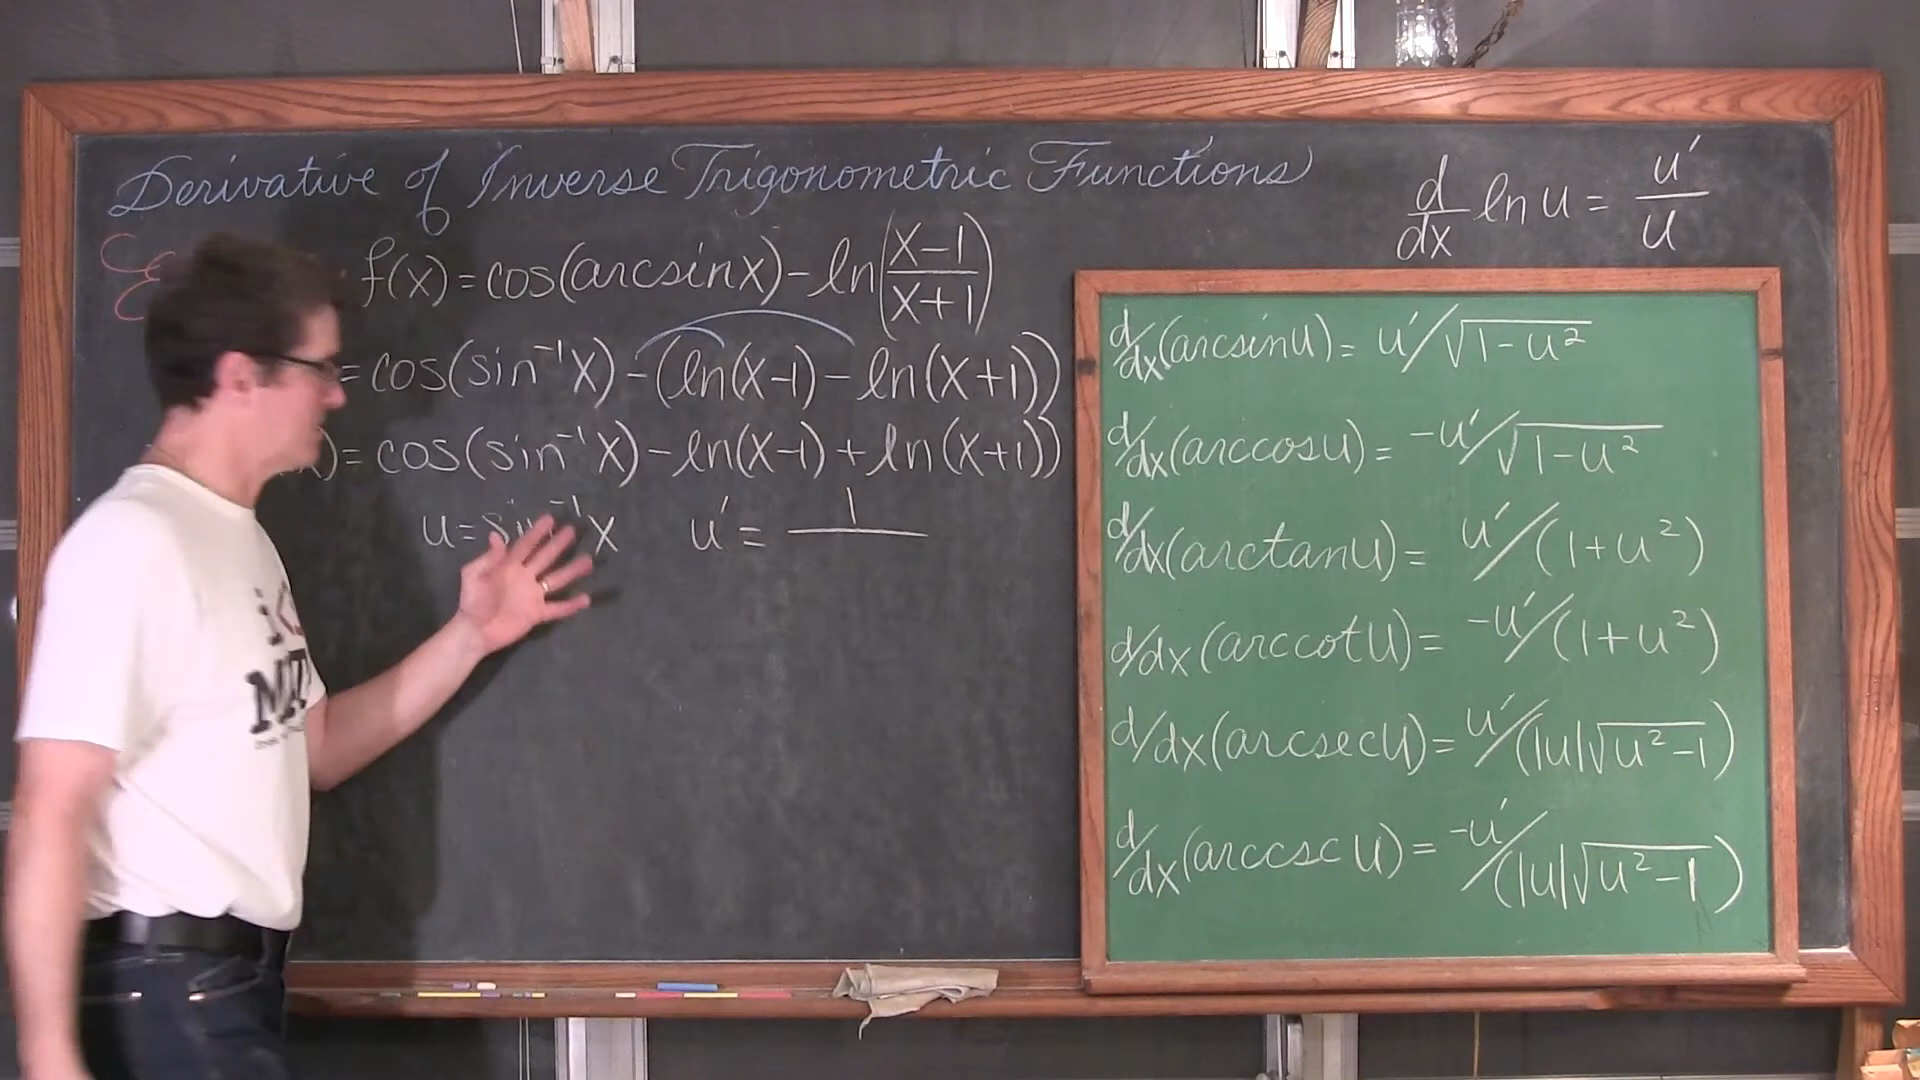 Derivative of Inverse Trigonometric Functions
d/dx ln u = u'/u
f(x) = cos(arcsin x) - ln((x-1)/(x+1))
= cos(sin⁻¹x) - (ln(x-1) - ln(x+1))
= cos(sin⁻¹x) - ln(x-1) + ln(x+1))
u = sin⁻¹x u' = 1/
d/dx(arcsin u) = u'/√(1-u²)
d/dx(arccos u) = -u'/√(1-u²)
d/dx(arctan u) = u'/(1+u²)
d/dx(arccot u) = -u'/(1+u²)
d/dx(arcsec u) = u'/(|u|√(u²-1))
d/dx(arccsc u) = -u'/(|u|√(u²-1))